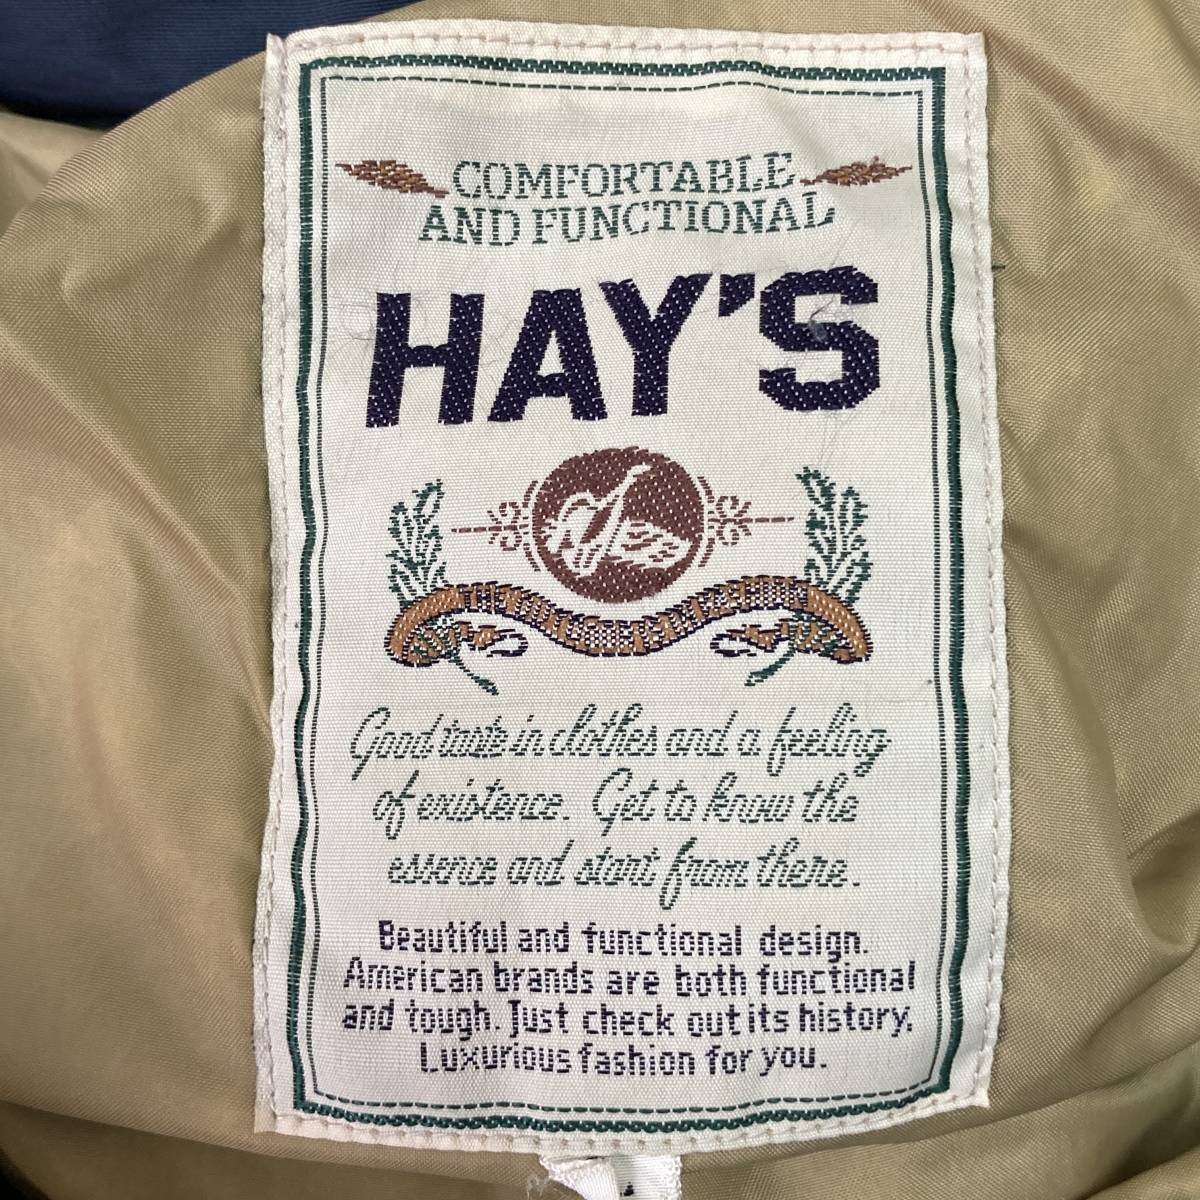 COMFORTABLE
AND FUNCTIONAL
HAY'S
Good taste in clothes and a feeling
of existence. Get to know the
essence and start from there.
Beautiful and functional design.
American brands are both functional
and tough. Just check out its history.
Luxurious fashion for you.